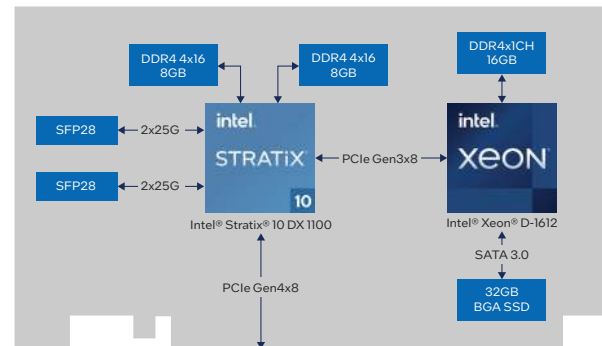 DDR4 4x16
8GB
DDR4 4x16
8GB
DDR4x1CH
16GB
SFP28
2x25G
intel.
STRATIX
10
PCIe Gen3x8
intel.
XEON
SFP28
2x25G
Intel® Stratix® 10 DX 1100
Intel® Xeon® D-1612
SATA 3.0
PCIe Gen4x8
32GB
BGA SSD